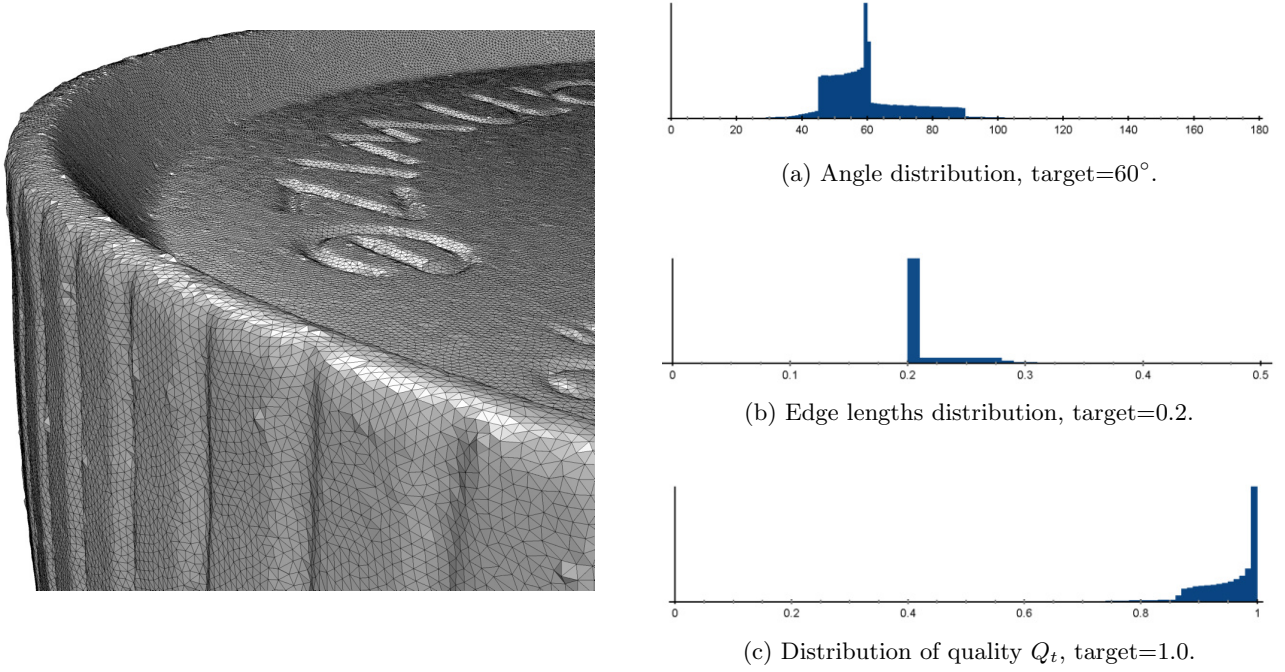 0 20 40 60 80 100 120 140 160 180
(a) Angle distribution, target=60°.
0 0.1 0.2 0.3 0.4 0.5
(b) Edge lengths distribution, target=0.2.
0 0.2 0.4 0.6 0.8 1
(c) Distribution of quality Qₜ, target=1.0.